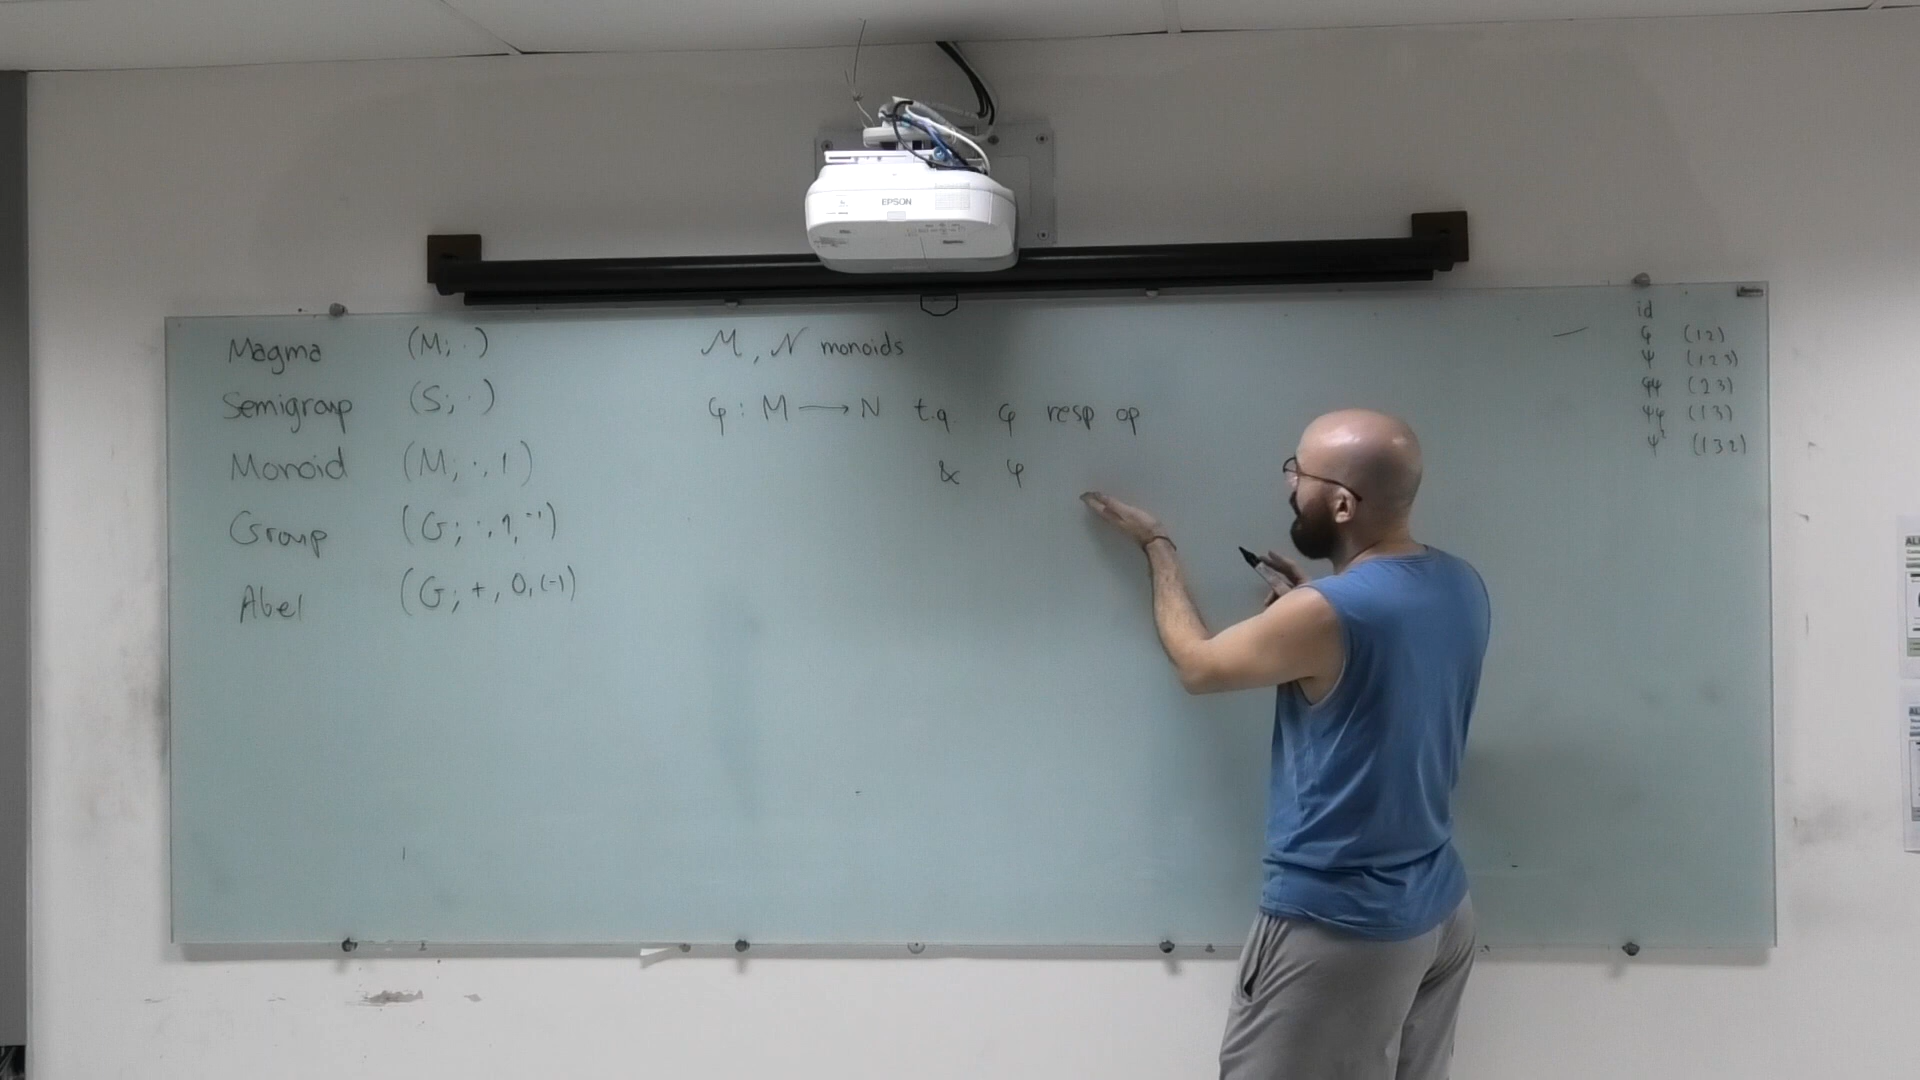 EPSON
Magma (M; ·)
Semigroup (S; ·)
Monoid (M; ·, 1)
Group (G; ·, 1, ⁻¹)
Abel (G; +, 0, (-1)
M, N monoids
φ : M ⟶ N t.q. φ resp op
& φ
id
φ (12)
ψ (123)
φψ (23)
ψφ (13)
ψ² (132)